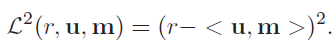 ℒ²(r, **u**, **m**) = (r− < **u**, **m** >)².